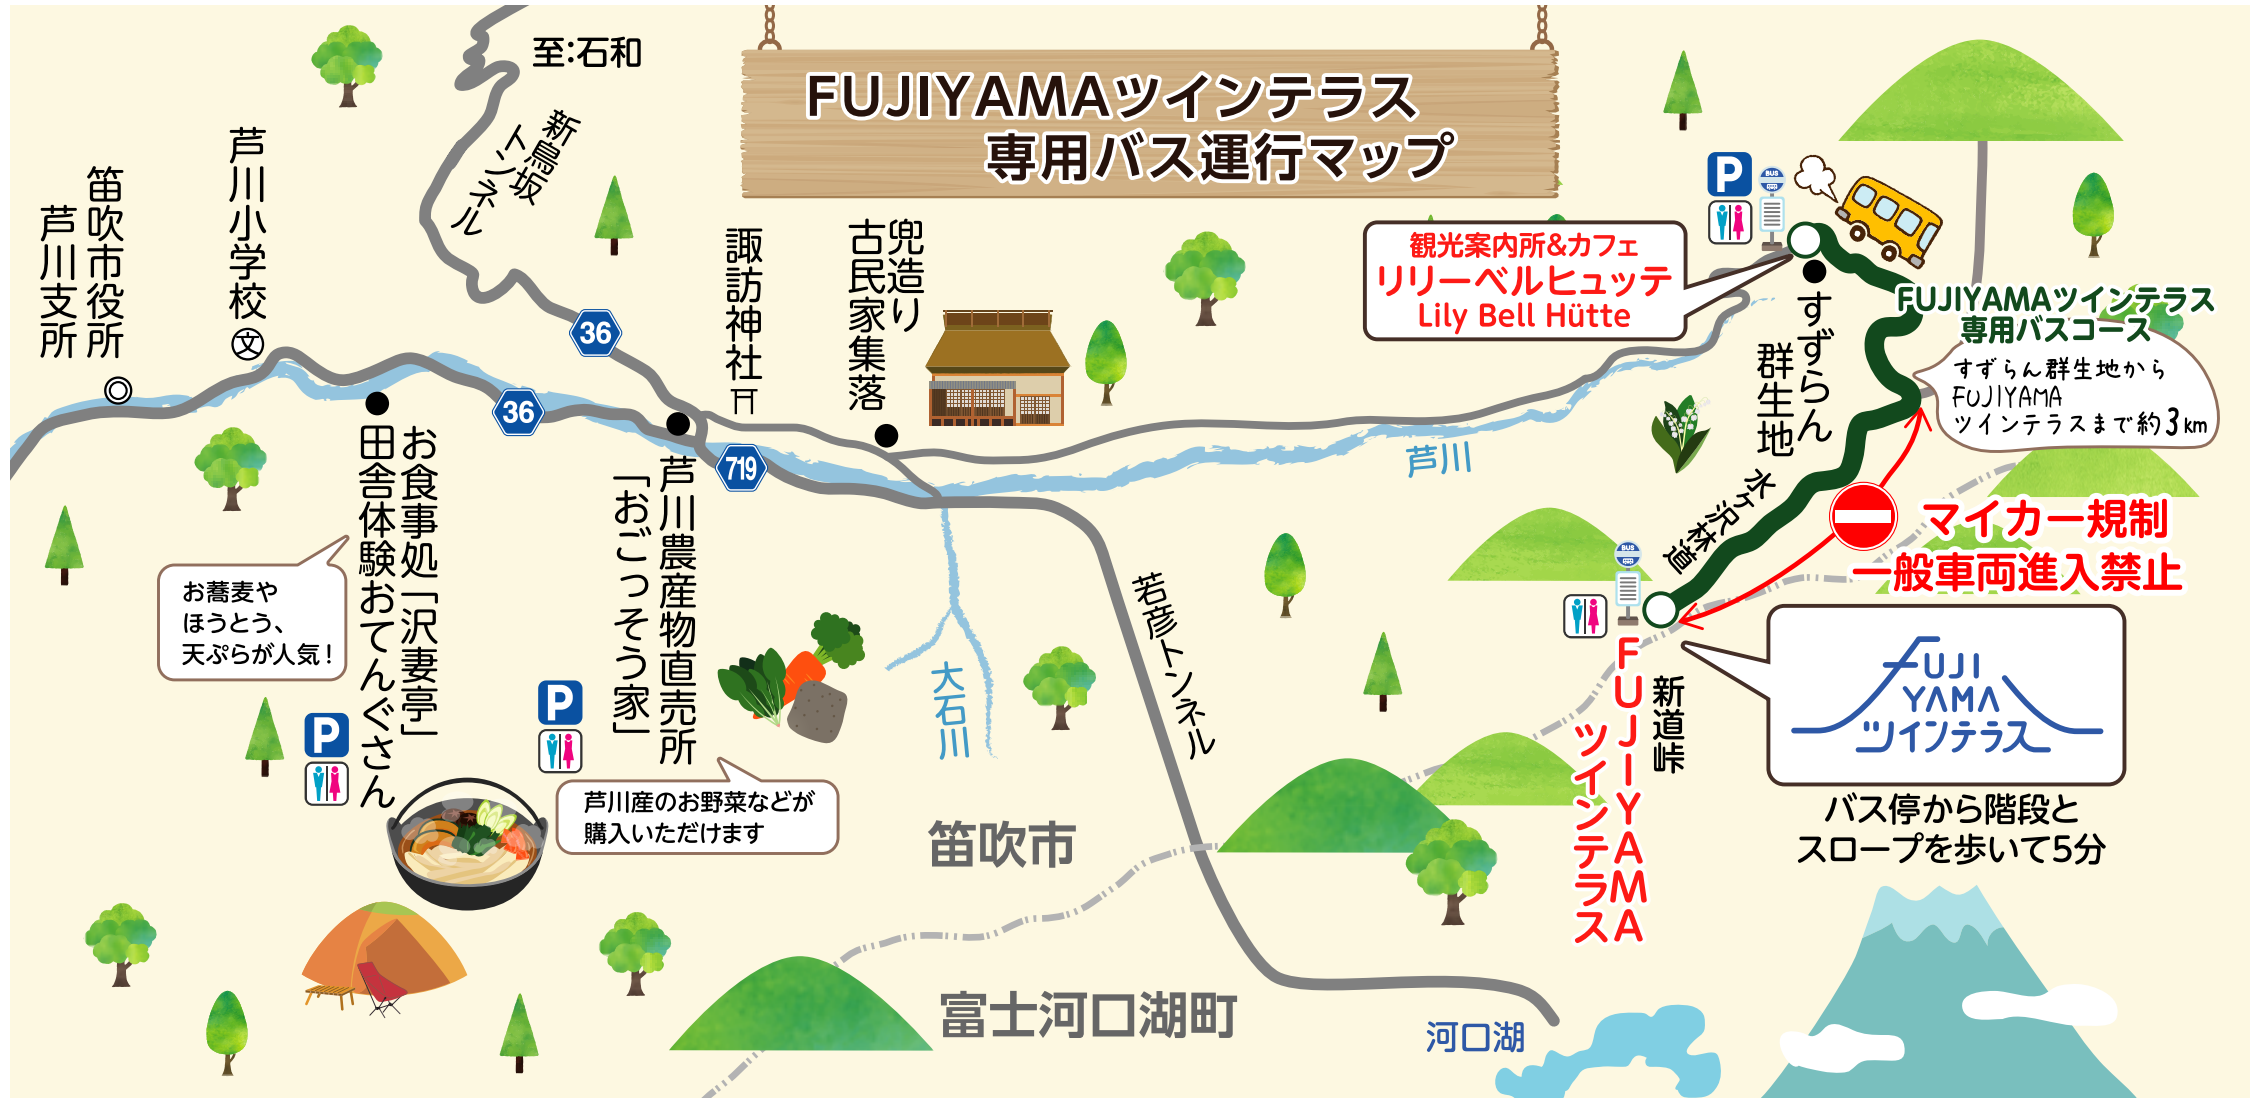 FUJIYAMAツインテラス
専用バス運行マップ
至:石和
新鳥坂
トンネル
笛吹市役所
芦川支所
芦川小学校
文
36
36
719
諏訪神社
兜造り
古民家集落
芦川
お食事処「沢妻亭」
田舎体験おてんぐさん
お蕎麦や
ほうとう、
天ぷらが人気!
P
芦川農産物直売所
「おごっそう家」
P
芦川産のお野菜などが
購入いただけます
大石川
若彦トンネル
笛吹市
富士河口湖町
河口湖
P
BUS
観光案内所&カフェ
リリーベルヒュッテ
Lily Bell Hütte
すずらん
群生地
FUJIYAMAツインテラス
専用バスコース
すずらん群生地から
FUJIYAMA
ツインテラスまで約3km
水ヶ沢林道
マイカー規制
一般車両進入禁止
BUS
新道峠
FUJIYAMA
ツインテラス
FUJI
YAMA
ツインテラス
バス停から階段と
スロープを歩いて5分